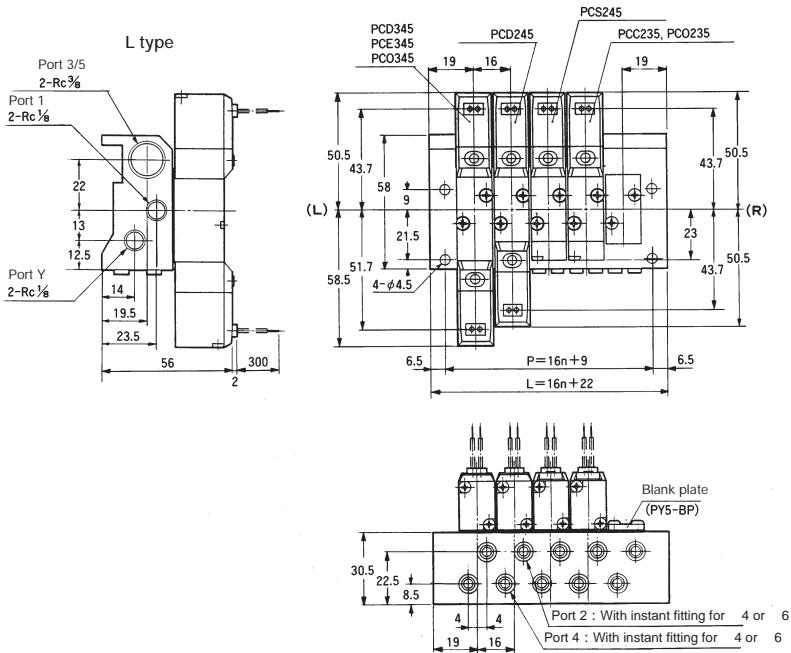 L type
Port 3/5
2-Rc⅜
Port 1
2-Rc⅛
22
13
12.5
Port Y
2-Rc⅛
14
19.5
23.5
56
2
300
PCD345
PCE345
PCO345
PCD245
PCS245
PCC235, PCO235
19
16
19
50.5
43.7
58
9
(L)
21.5
51.7
58.5
4-φ4.5
43.7
50.5
(R)
23
43.7
50.5
6.5
P=16n+9
6.5
L=16n+22
Blank plate
(PY5-BP)
30.5
22.5
8.5
4
4
19
16
Port 2 : With instant fitting for 4 or 6
Port 4 : With instant fitting for 4 or 6